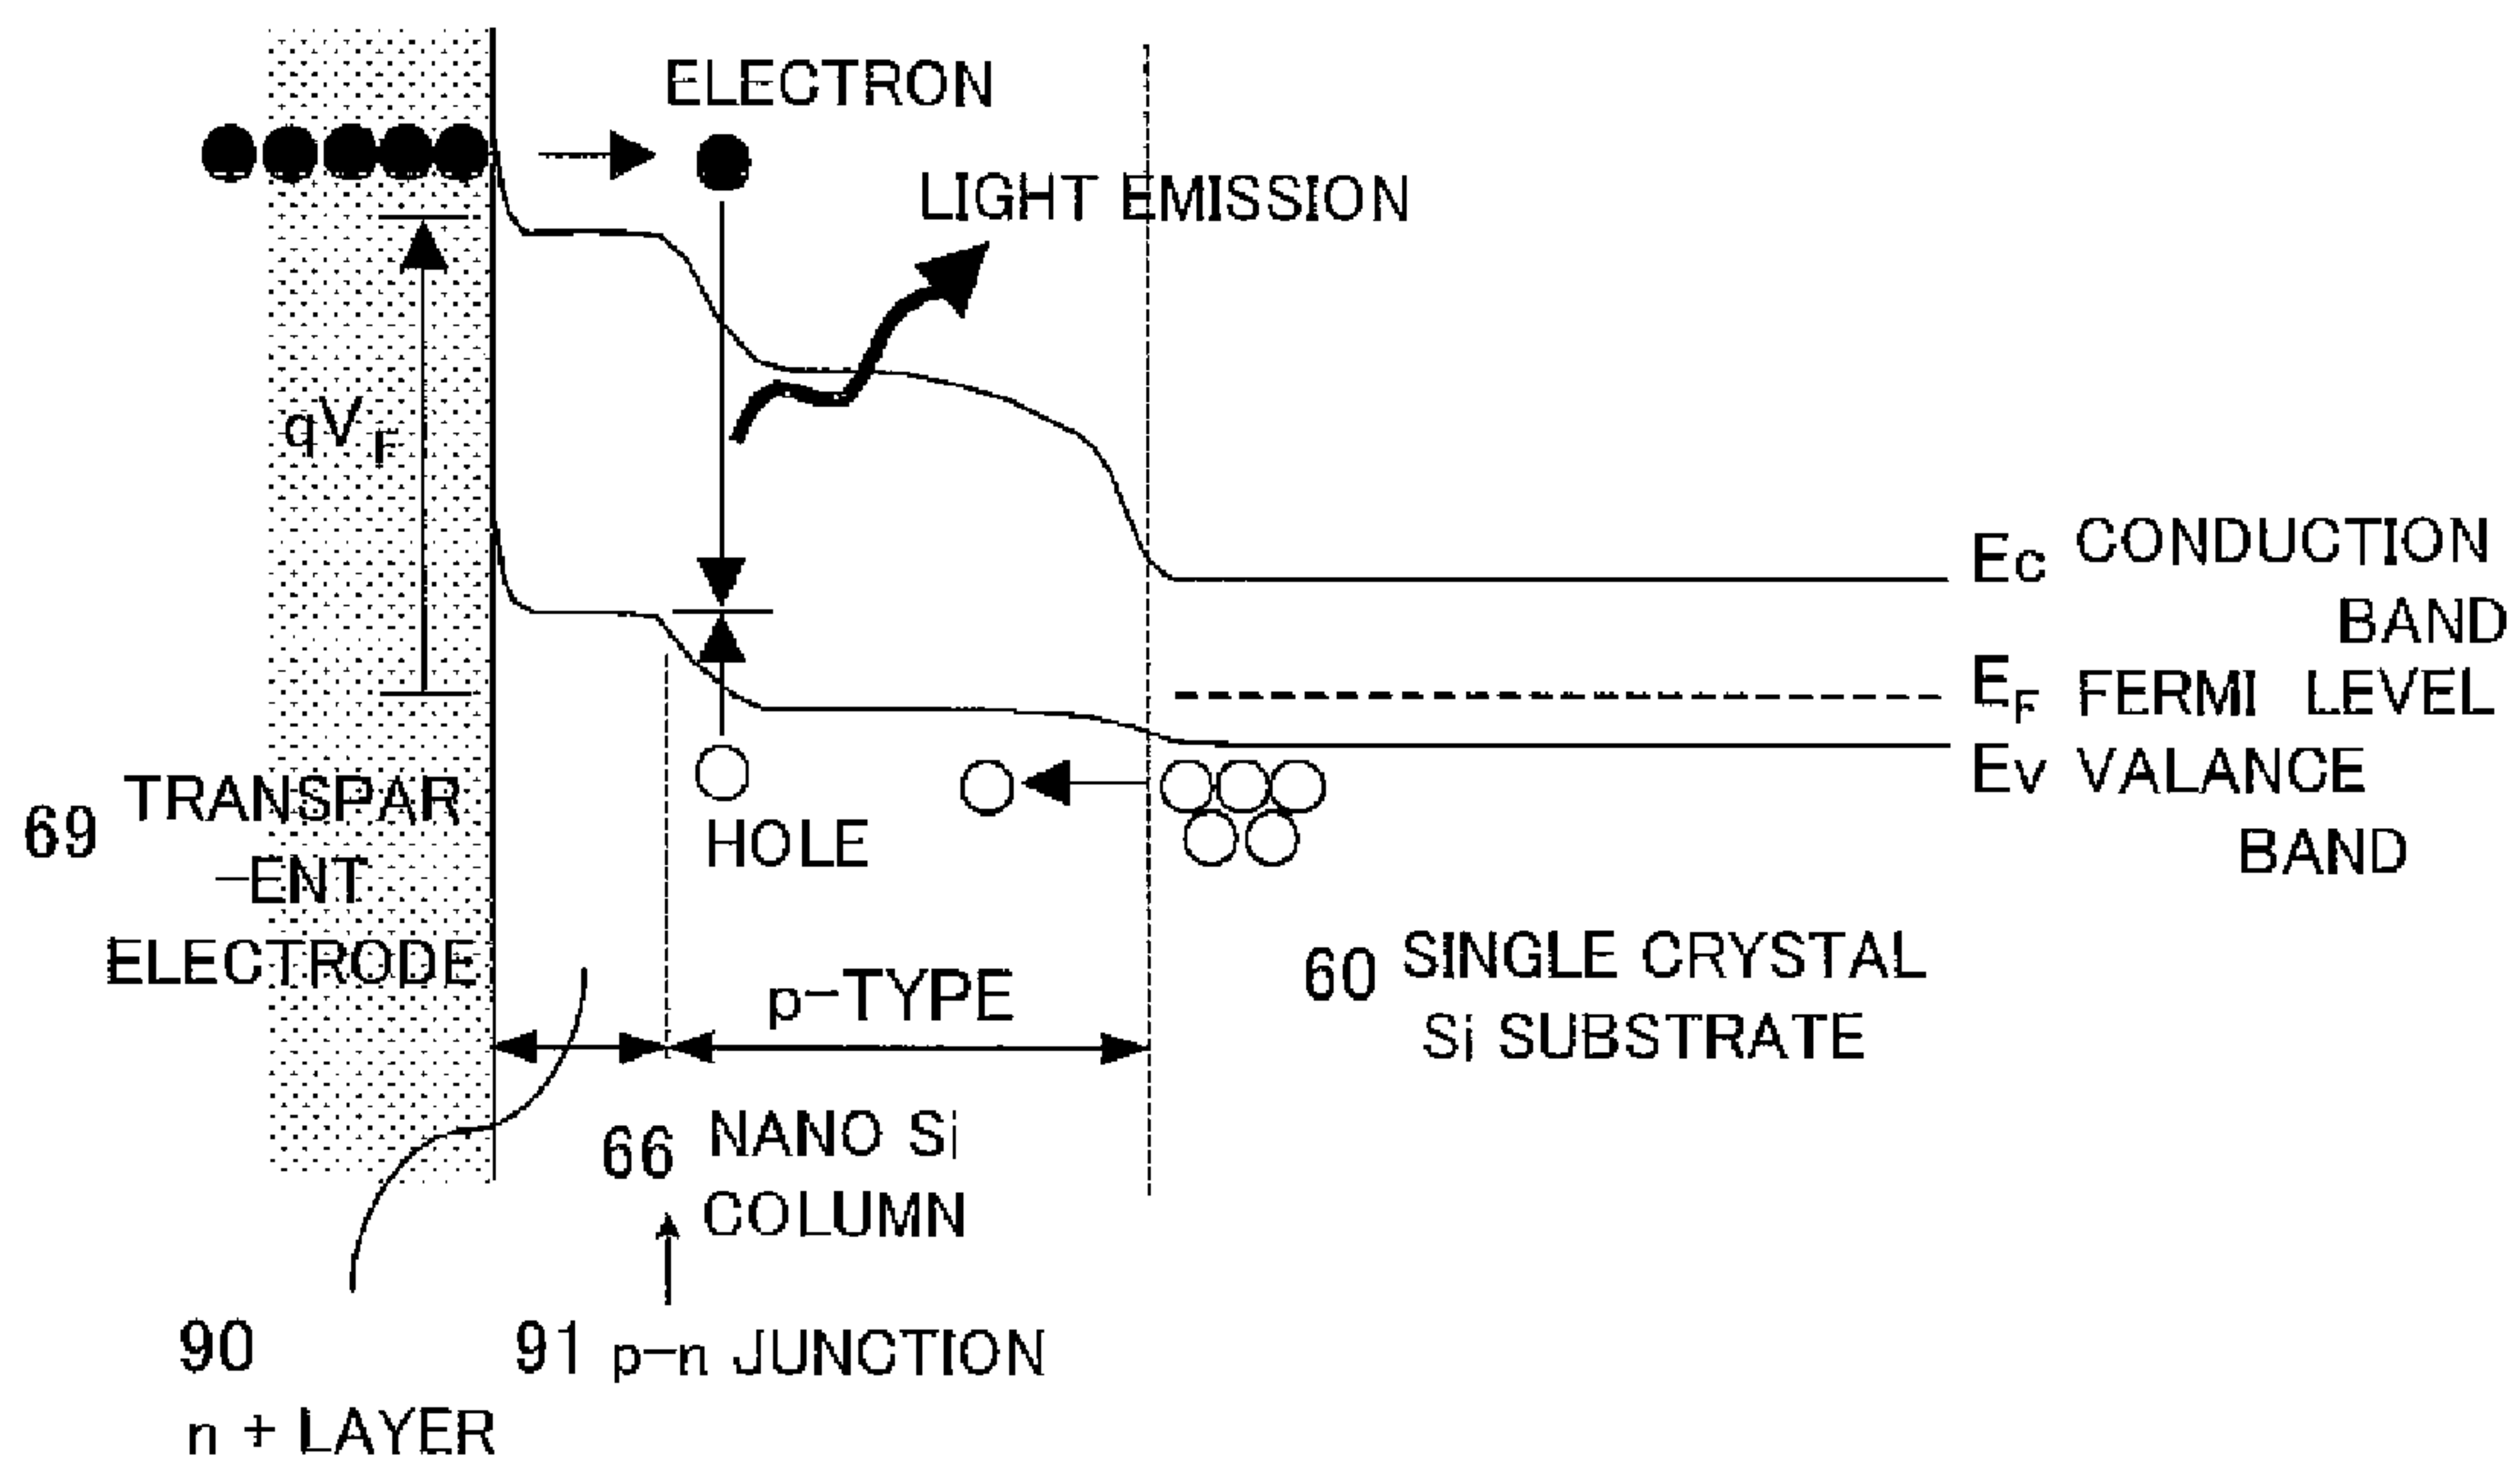 ELECTRON
LIGHT EMISSION
qVF
Ec CONDUCTION
BAND
EF FERMI LEVEL
Ev VALANCE
BAND
69 TRANSPAR
-ENT
ELECTRODE
HOLE
p-TYPE
60 SINGLE CRYSTAL
Si SUBSTRATE
66 NANO Si
COLUMN
90
n + LAYER
91 p-n JUNCTION